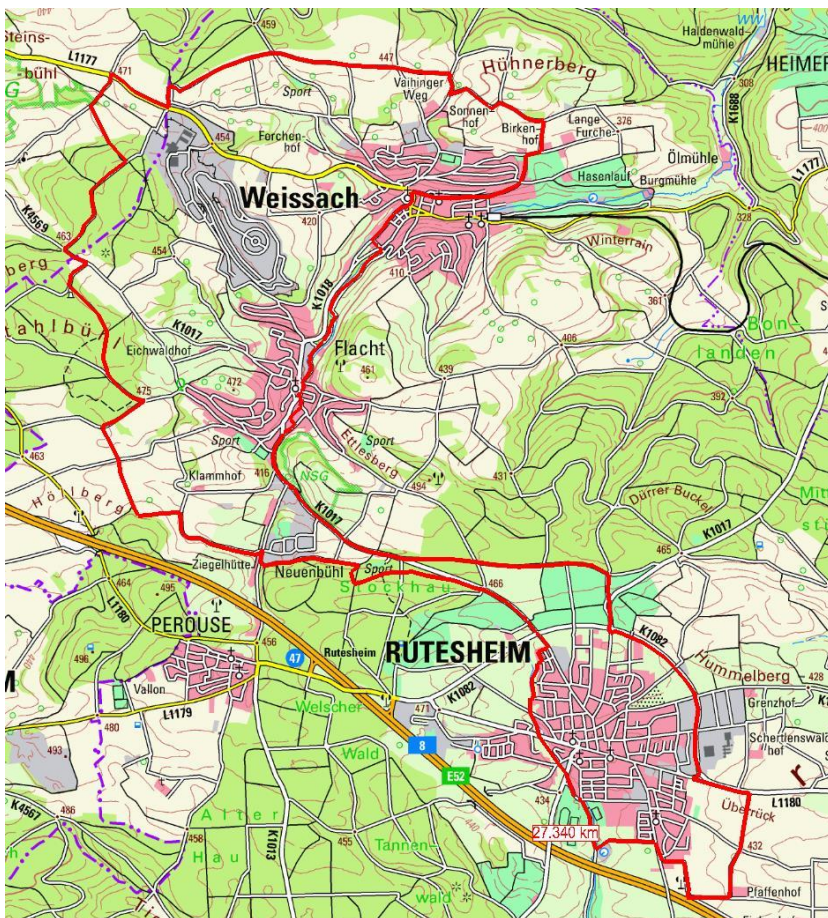 Steins-
-bühl
L1177
471
459
447
Hühnerberg
WW
Haldenwald-
mühle
HEIMER
308
K1688
Vaihinger
Weg
Sport
Sonnen-
hof
Birken-
hof
Lange
Furche
376
Forchen-
hof
454
Weissach
Hasenlauf
Ölmühle
Burgmühle
L1177
328
K4569
463
454
420
410
Winterrain
361
berg
tahlbühl
K1017
K1018
Eichwaldhof
Flacht
406
Bon-
landen
472
461
439
475
392
463
Sport
Sport
Ettlesberg
Klammhof
416
NSG
494
431
Höllberg
K1017
Dürrer Buckel
K1017
465
Ziegelhütte
Neuenbühl
Sport
Stockhau
466
464
495
L1180
PEROUSE
456
496
47
Rutesheim
RUTESHEIM
K1082
Hummelberg
428
Vallon
480
L1179
Welscher
471
K1082
Grenzhof
Schertlenswald-
hof
493
Wald
8
E52
L1180
K4567
486
434
Überrück
Alter
Hau
458
K1013
455
440
Tannen-
wald
27.340 km
432
Pfaffenhof